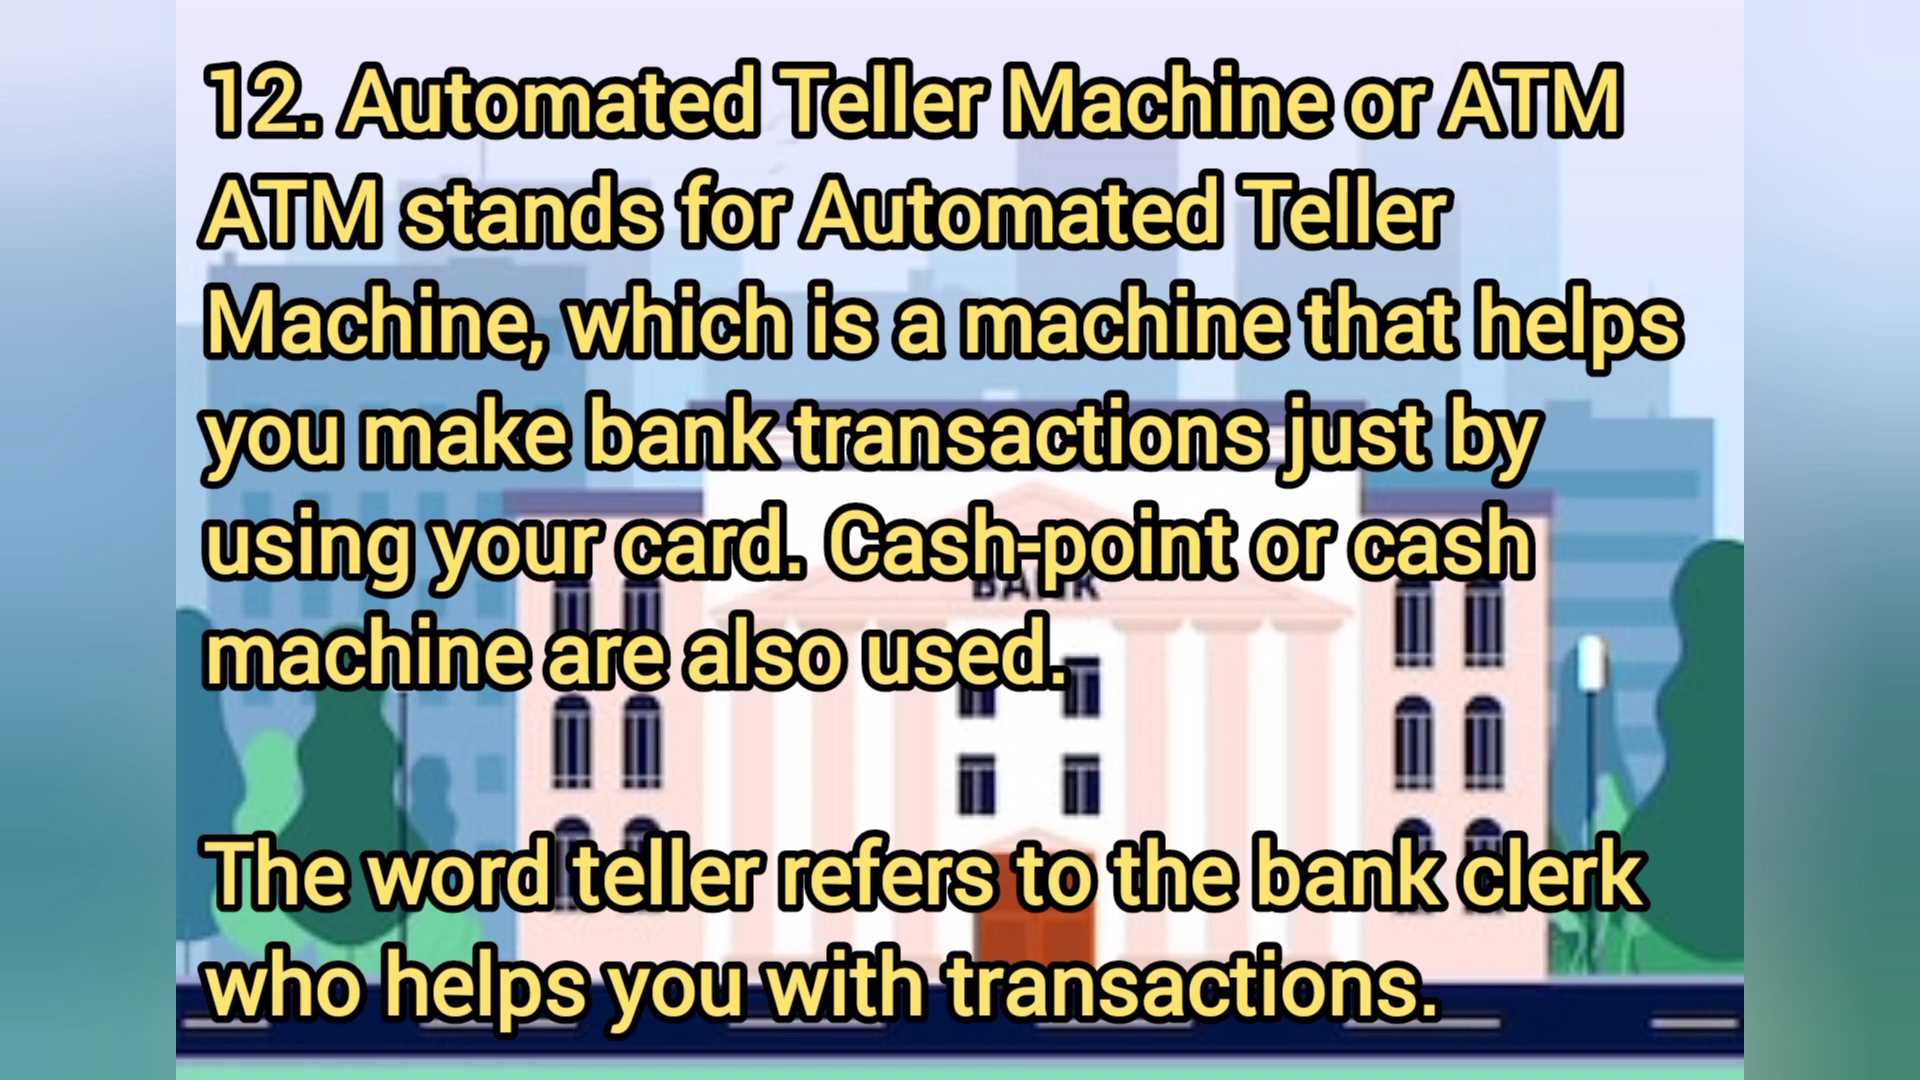 12. Automated Teller Machine or ATM
ATM stands for Automated Teller
Machine, which is a machine that helps
you make bank transactions just by
using your card. Cash-point or cash
BANK
machine are also used.
The word teller refers to the bank clerk
who helps you with transactions.